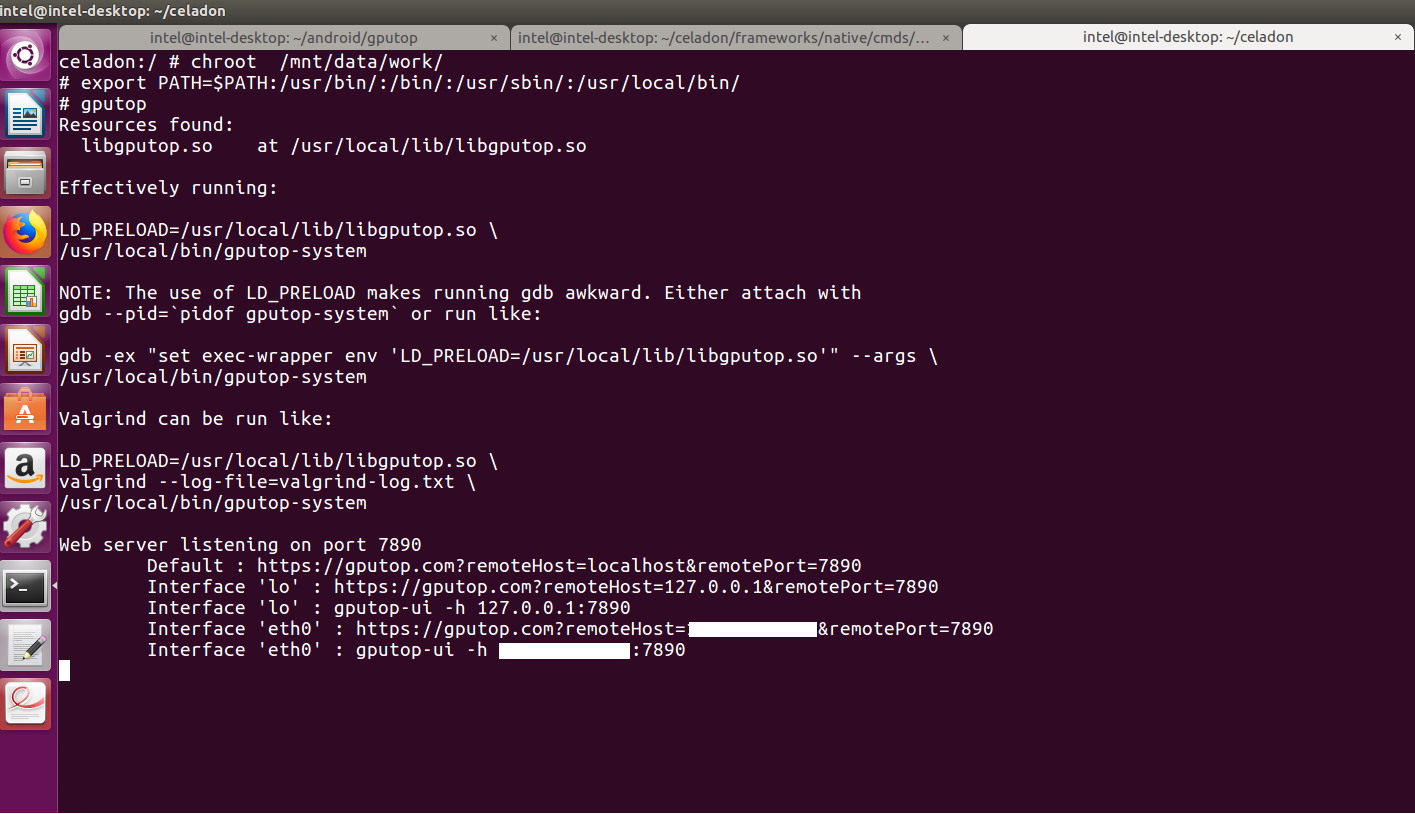 intel@intel-desktop: ~/celadon
intel@intel-desktop: ~/android/gputop × intel@intel-desktop: ~/celadon/frameworks/native/cmds/... × intel@intel-desktop: ~/celadon ×
celadon:/ # chroot  /mnt/data/work/
# export PATH=$PATH:/usr/bin/:/bin/:/usr/sbin/:/usr/local/bin/
# gputop
Resources found:
  libgputop.so    at /usr/local/lib/libgputop.so
Effectively running:
LD_PRELOAD=/usr/local/lib/libgputop.so \
/usr/local/bin/gputop-system
NOTE: The use of LD_PRELOAD makes running gdb awkward. Either attach with
gdb --pid=`pidof gputop-system` or run like:
gdb -ex "set exec-wrapper env 'LD_PRELOAD=/usr/local/lib/libgputop.so'" --args \
/usr/local/bin/gputop-system
Valgrind can be run like:
LD_PRELOAD=/usr/local/lib/libgputop.so \
valgrind --log-file=valgrind-log.txt \
/usr/local/bin/gputop-system
Web server listening on port 7890
        Default : https://gputop.com?remoteHost=localhost&remotePort=7890
        Interface 'lo' : https://gputop.com?remoteHost=127.0.0.1&remotePort=7890
        Interface 'lo' : gputop-ui -h 127.0.0.1:7890
        Interface 'eth0' : https://gputop.com?remoteHost= &remotePort=7890
        Interface 'eth0' : gputop-ui -h :7890